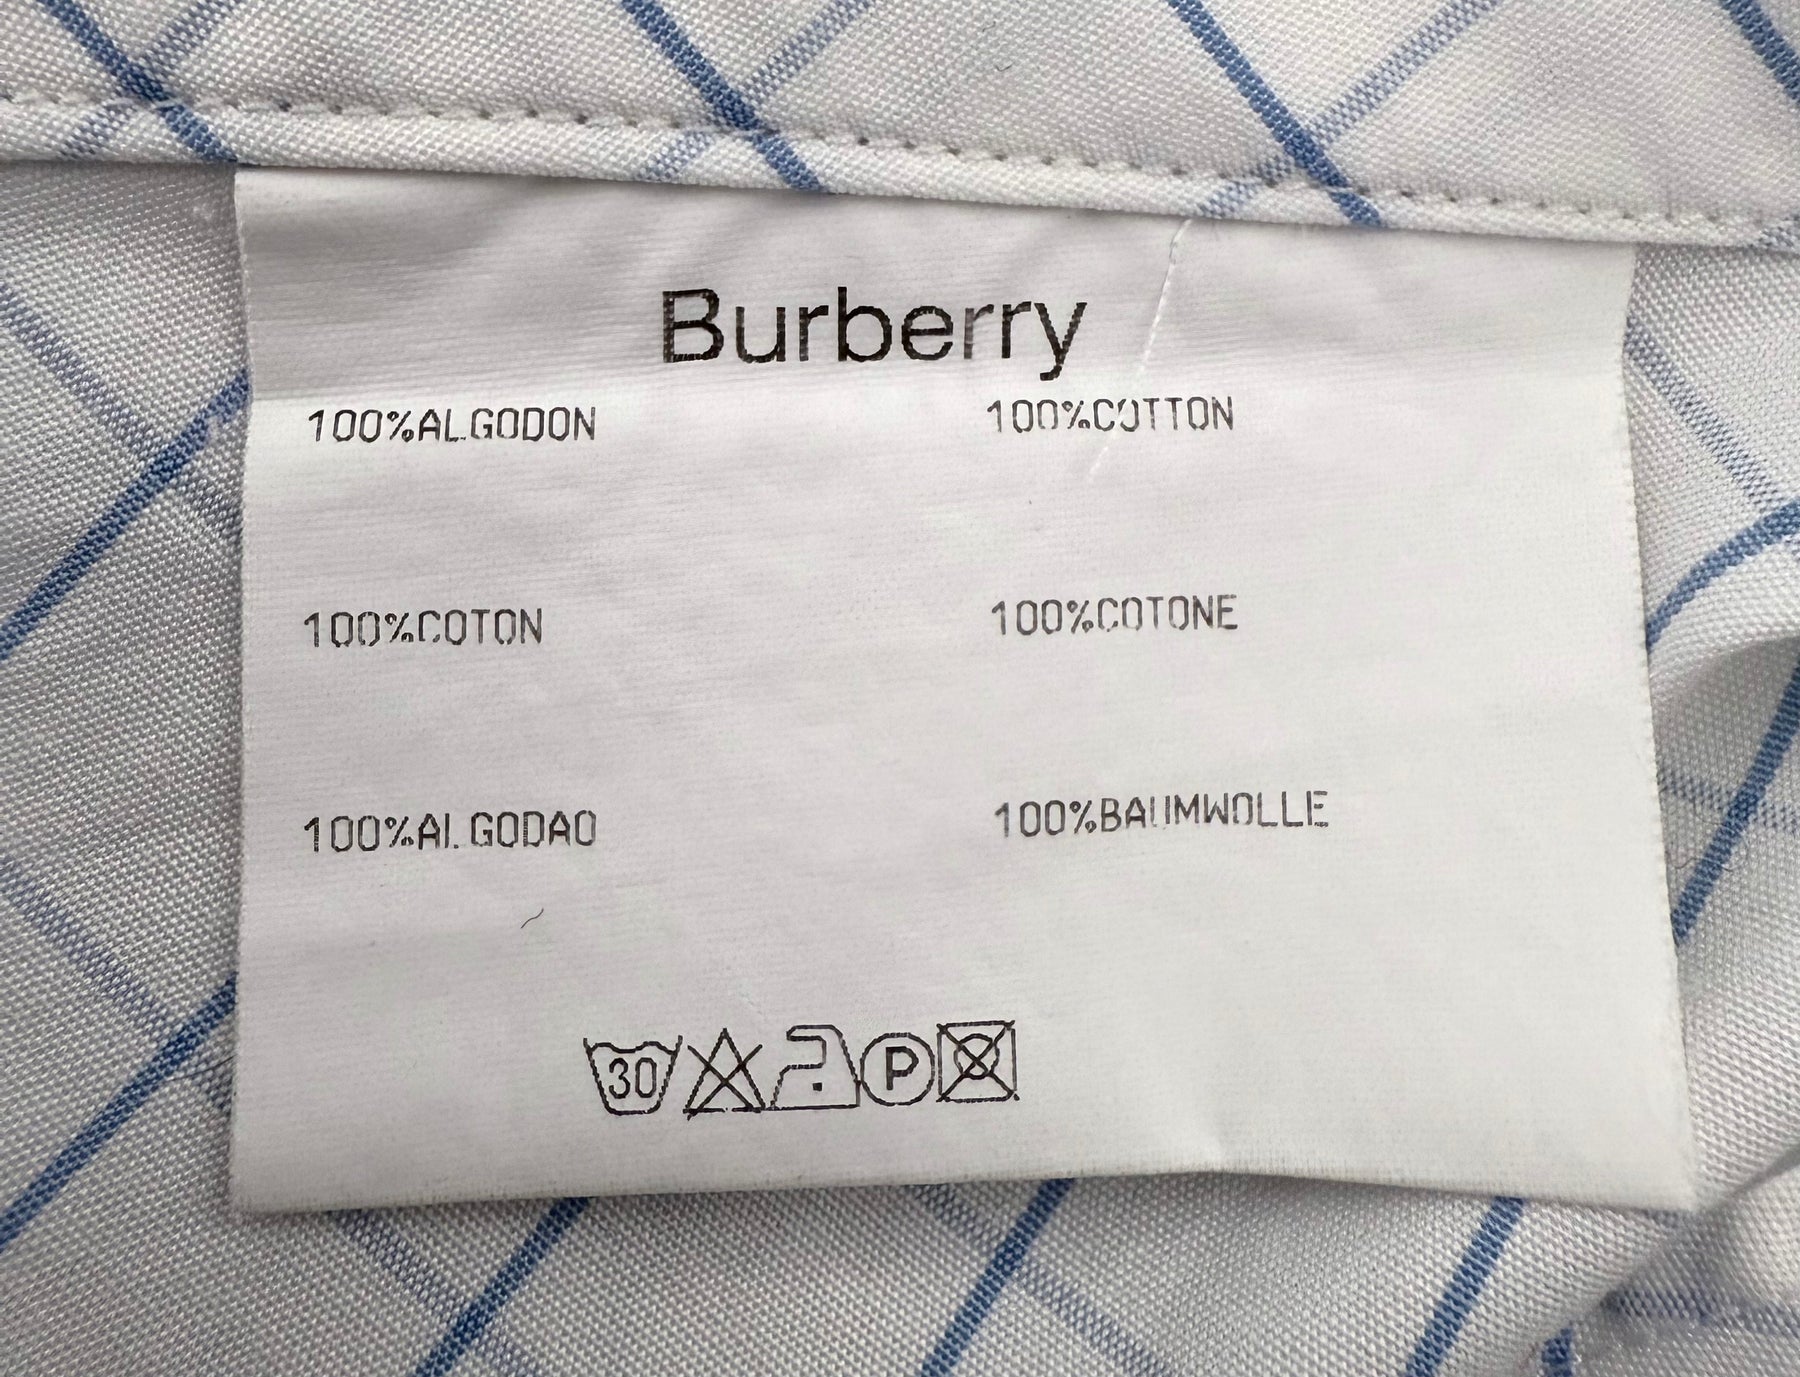 Burberry
100%ALGODON 100%COTTON
100%COTON 100%COTONE
100%ALGODAO 100%BAUMWOLLE
30 P